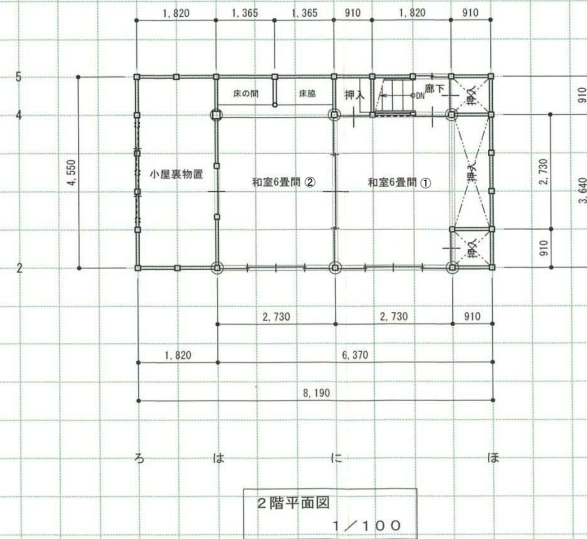 1,820 1,365 1,365 910 1,820 910
5
床の間 床脇 押入 DN 廊下 押入
910
4
4,550
小屋裏物置
和室6畳間 ②
和室6畳間 ①
押入
2,730
3,640
押入
910
2
2,730 2,730 910
1,820 6,370
8,190
ろ は に ほ
2階平面図
1/100